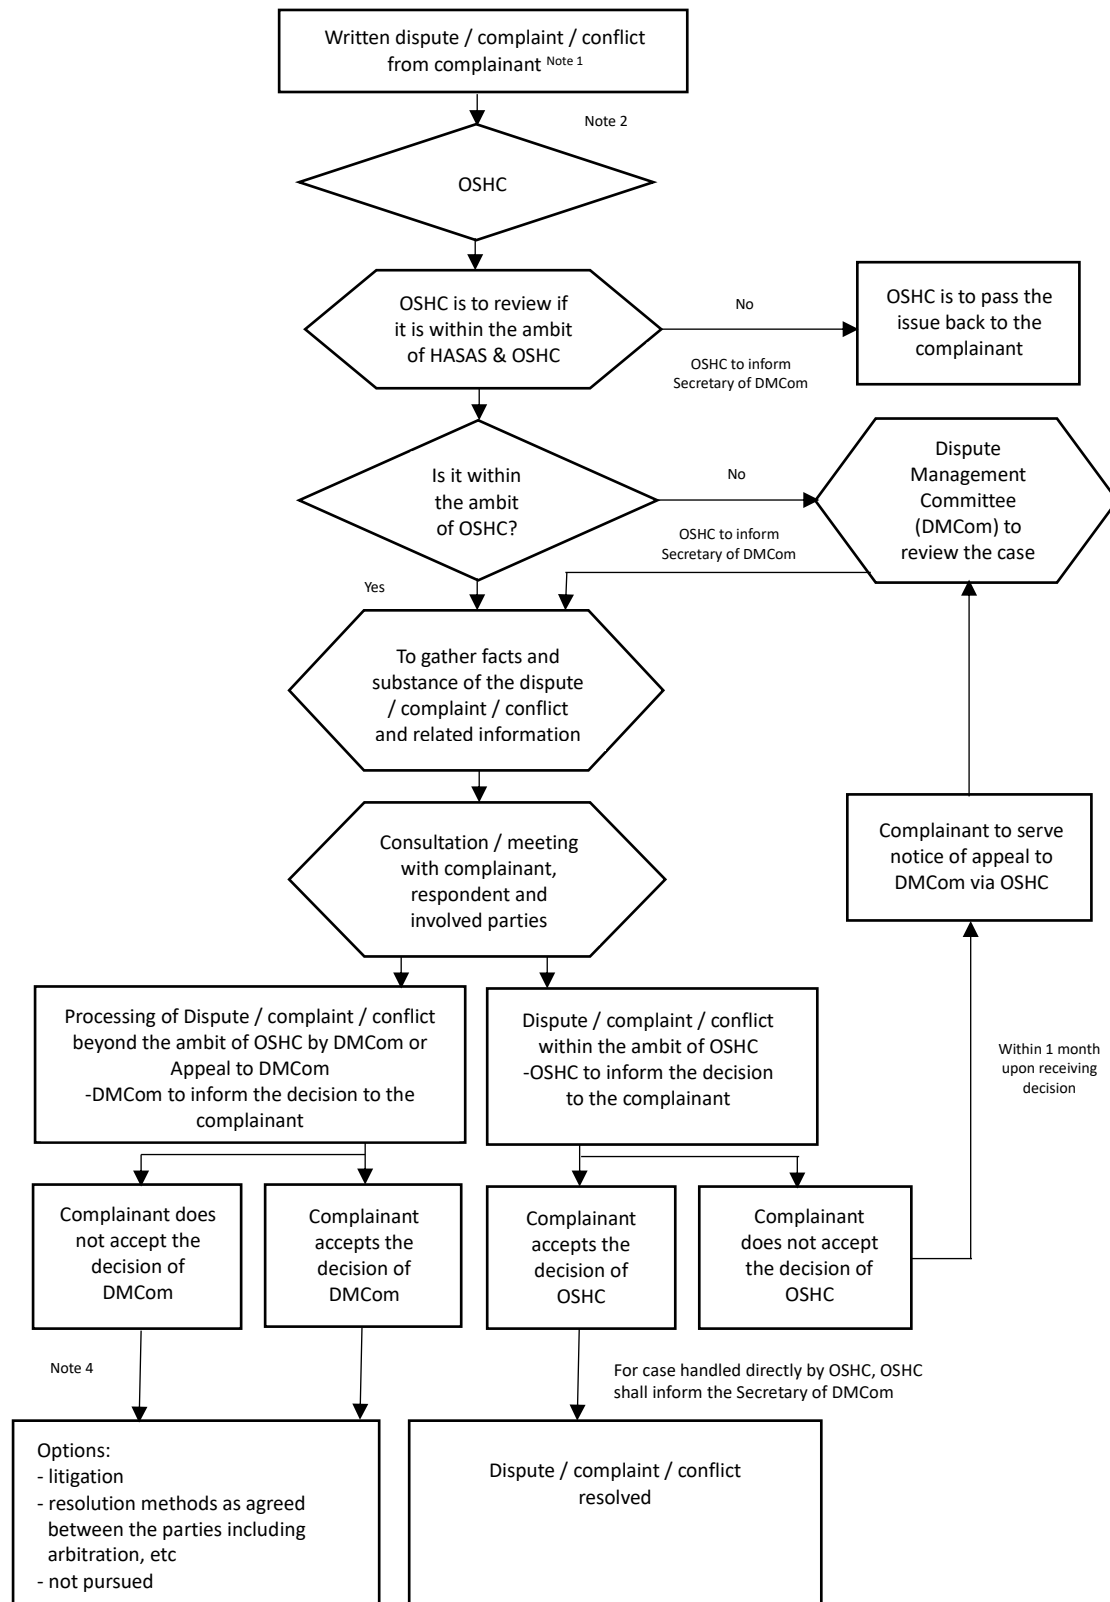 Written dispute / complaint / conflict
from complainant Note 1
Note 2
OSHC
OSHC is to review if
it is within the ambit
of HASAS & OSHC
No
OSHC to inform
Secretary of DMCom
OSHC is to pass the
issue back to the
complainant
Is it within
the ambit
of OSHC?
No
OSHC to inform
Secretary of DMCom
Dispute
Management
Committee
(DMCom) to
review the case
Yes
To gather facts and
substance of the dispute
/ complaint / conflict
and related information
Consultation / meeting
with complainant,
respondent and
involved parties
Complainant to serve
notice of appeal to
DMCom via OSHC
Processing of Dispute / complaint / conflict
beyond the ambit of OSHC by DMCom or
Appeal to DMCom
-DMCom to inform the decision to the
complainant
Dispute / complaint / conflict
within the ambit of OSHC
-OSHC to inform the decision
to the complainant
Within 1 month
upon receiving
decision
Complainant does
not accept the
decision of
DMCom
Complainant
accepts the
decision of
DMCom
Complainant
accepts the
decision of
OSHC
Complainant
does not accept
the decision of
OSHC
Note 4
For case handled directly by OSHC, OSHC
shall inform the Secretary of DMCom
Options:
- litigation
- resolution methods as agreed
between the parties including
arbitration, etc
- not pursued
Dispute / complaint / conflict
resolved